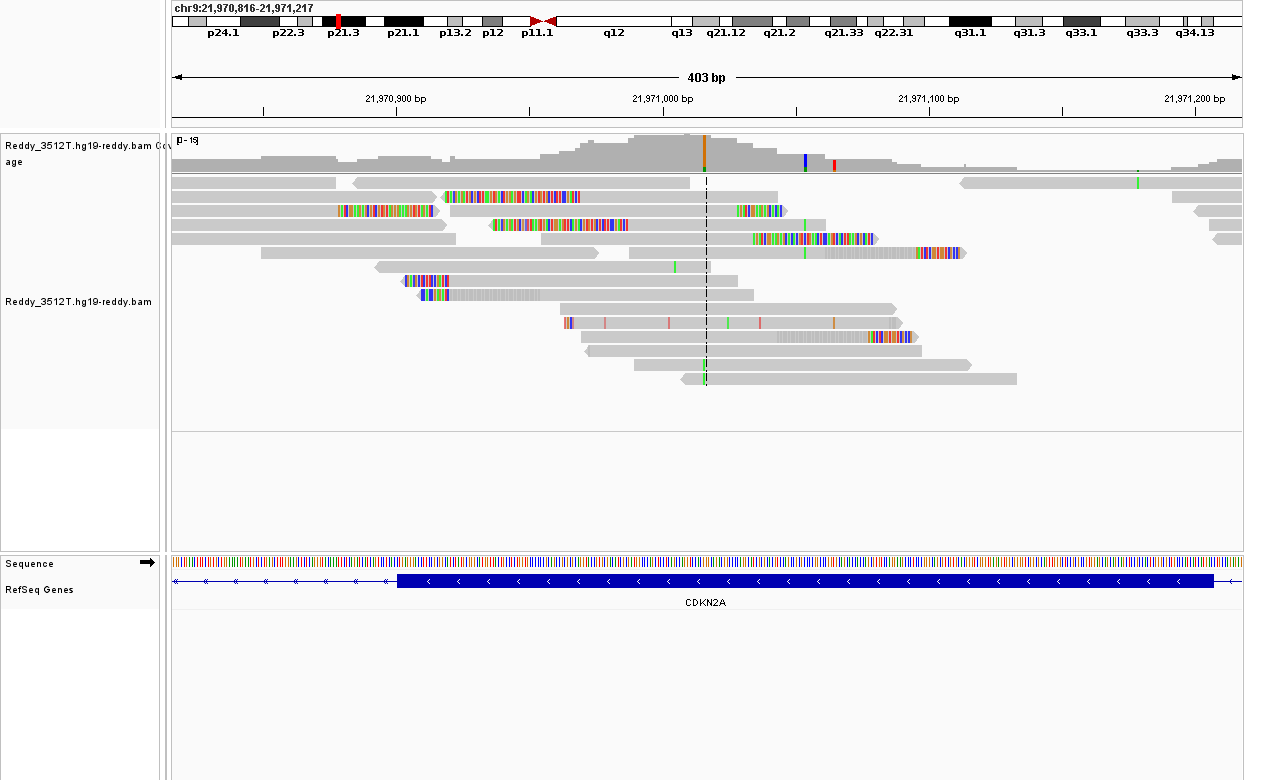 chr9:21,970,816-21,971,217
p24.1 p22.3 p21.3 p21.1 p13.2 p12 p11.1 q12 q13 q21.12 q21.2 q21.33 q22.31 q31.1 q31.3 q33.1 q33.3 q34.13
403 bp
21,970,900 bp 21,971,000 bp 21,971,100 bp 21,971,200 bp
Reddy_3512T.hg19-reddy.bam Cov
age
[0 - 19]
Reddy_3512T.hg19-reddy.bam
Sequence
RefSeq Genes
CDKN2A